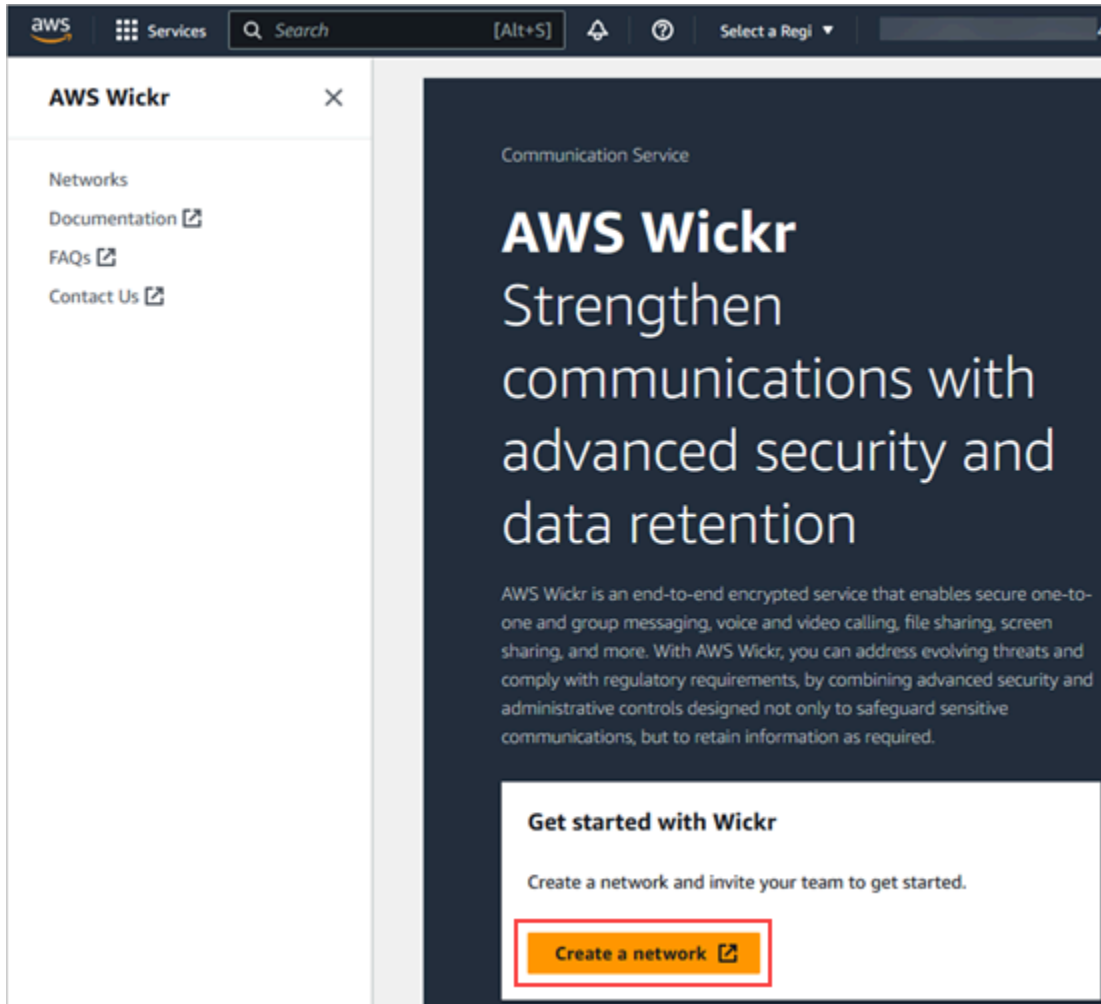 aws
Services
Search
[Alt+S]
Select a Regi
AWS Wickr
Networks
Documentation
FAQs
Contact Us
Communication Service
AWS Wickr
Strengthen
communications with
advanced security and
data retention
AWS Wickr is an end-to-end encrypted service that enables secure one-to-
one and group messaging, voice and video calling, file sharing, screen
sharing, and more. With AWS Wickr, you can address evolving threats and
comply with regulatory requirements, by combining advanced security and
administrative controls designed not only to safeguard sensitive
communications, but to retain information as required.
Get started with Wickr
Create a network and invite your team to get started.
Create a network